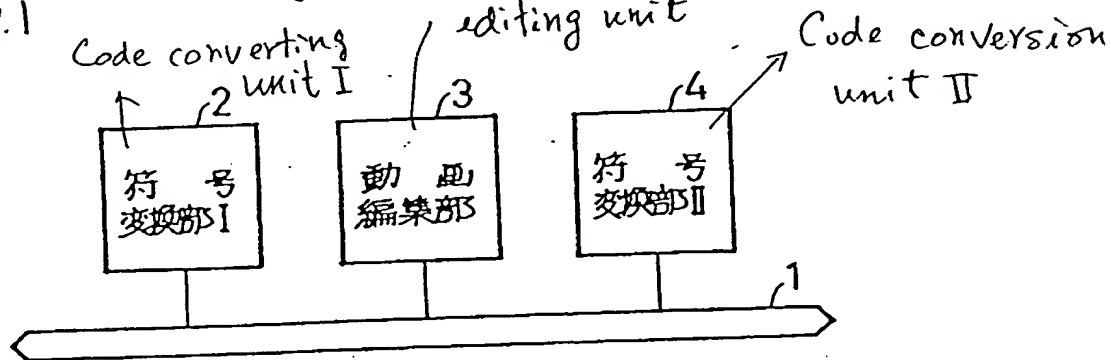 .1
editing unit
Code converting
unit I
Code conversion
unit II
2
3
4
符 号
変換部I
動 画
編集部
符 号
変換部II
1